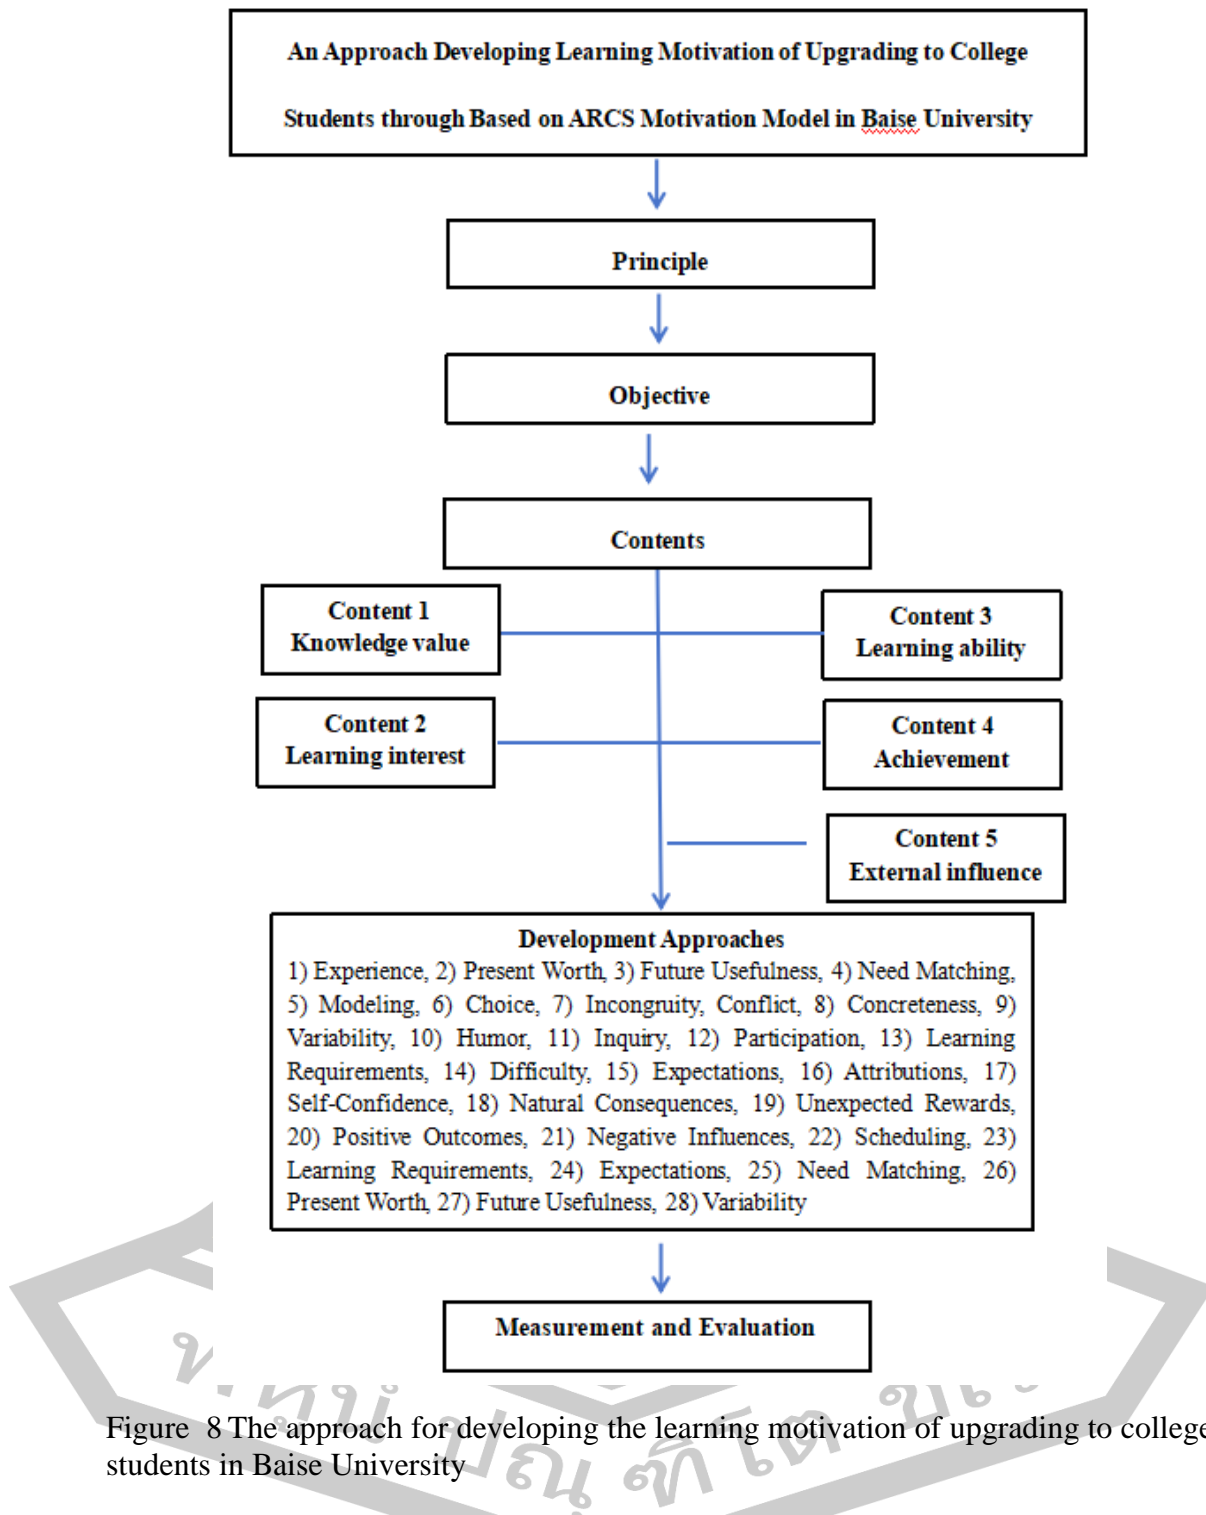 An Approach Developing Learning Motivation of Upgrading to College
Students through Based on ARCS Motivation Model in Baise University
Principle
Objective
Contents
Content 1
Knowledge value
Content 3
Learning ability
Content 2
Learning interest
Content 4
Achievement
Content 5
External influence
Development Approaches
1) Experience, 2) Present Worth, 3) Future Usefulness, 4) Need Matching,
5) Modeling, 6) Choice, 7) Incongruity, Conflict, 8) Concreteness, 9)
Variability, 10) Humor, 11) Inquiry, 12) Participation, 13) Learning
Requirements, 14) Difficulty, 15) Expectations, 16) Attributions, 17)
Self-Confidence, 18) Natural Consequences, 19) Unexpected Rewards,
20) Positive Outcomes, 21) Negative Influences, 22) Scheduling, 23)
Learning Requirements, 24) Expectations, 25) Need Matching, 26)
Present Worth, 27) Future Usefulness, 28) Variability
Measurement and Evaluation
Figure 8 The approach for developing the learning motivation of upgrading to college
students in Baise University